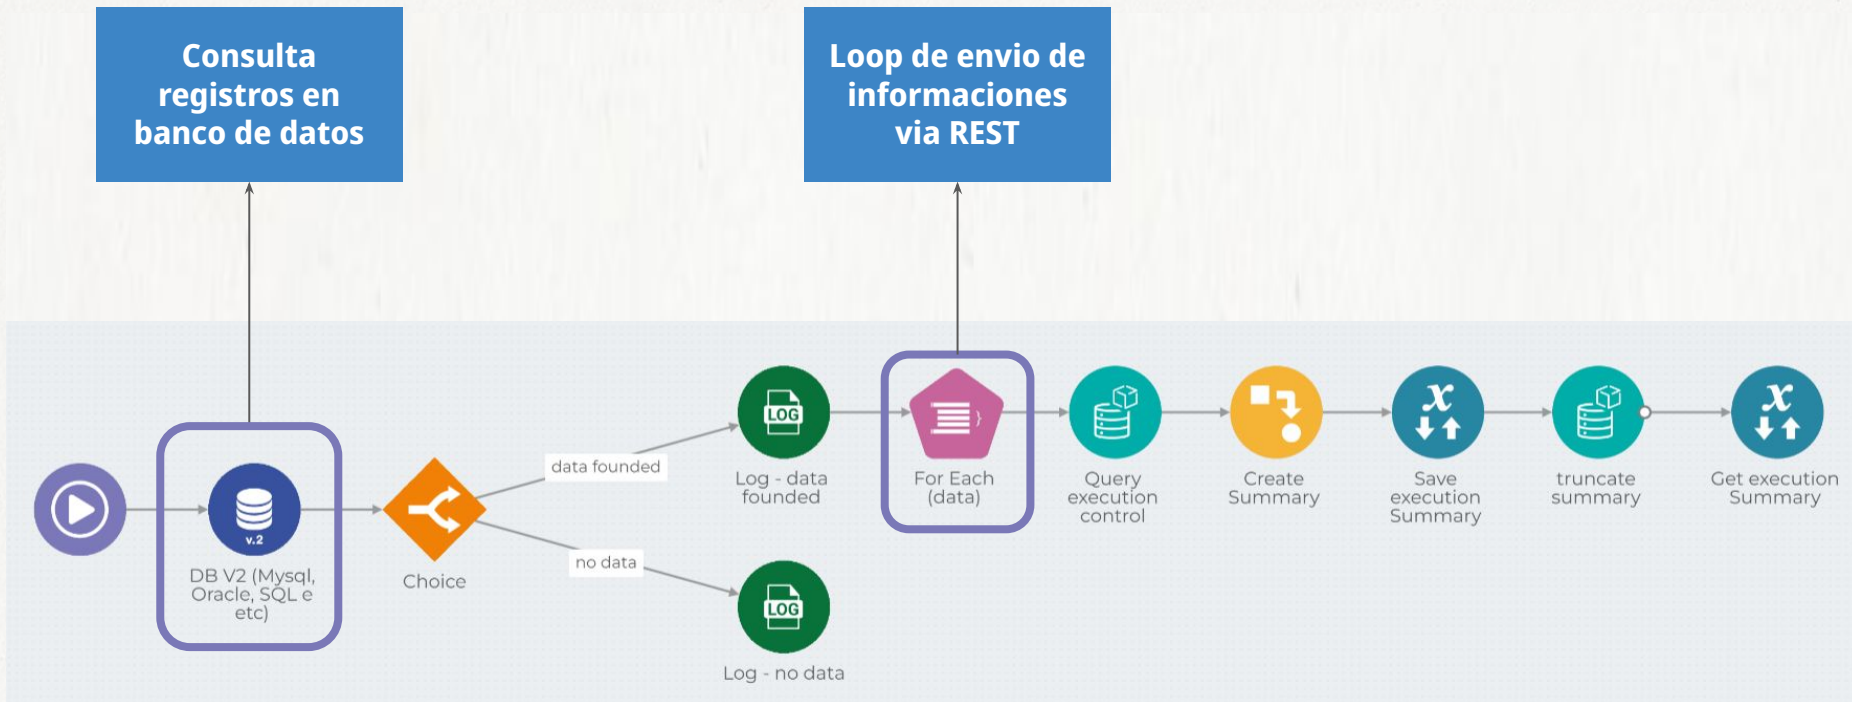 Consulta
registros en
banco de datos
Loop de envio de
informaciones
via REST
v.2
DB V2 (Mysql,
Oracle, SQL e
etc)
Choice
data founded
no data
LOG
Log - data
founded
LOG
Log - no data
For Each
(data)
Query
execution
control
Create
Summary
x
Save
execution
Summary
truncate
summary
x
Get execution
Summary